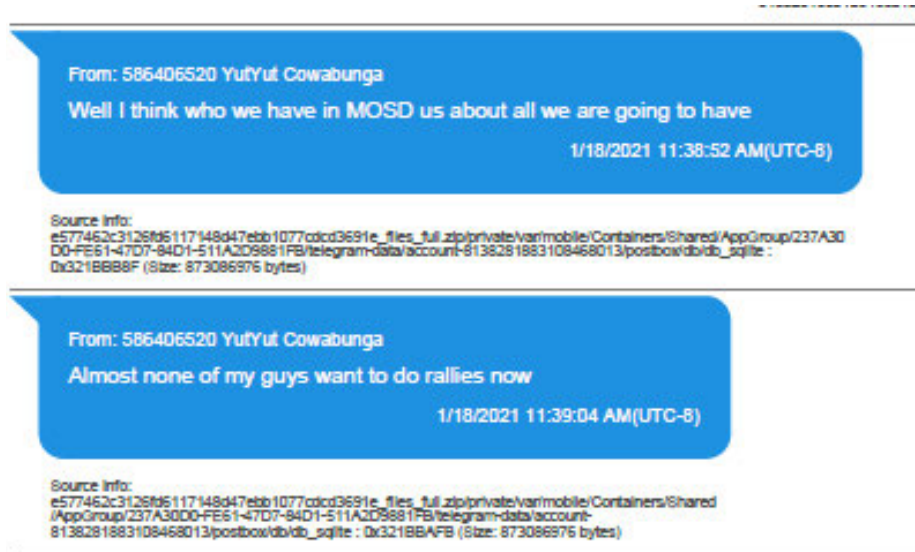 From: 586406520 YutYut Cowabunga
Well I think who we have in MOSD us about all we are going to have
1/18/2021 11:38:52 AM(UTC-8)
Source Info:
e577462c3126fd6117148d47ebb1077cdcd3691e_files_full.zip/private/var/mobile/Containers/Shared/AppGroup/237A30
D0-FE61-47D7-84D1-511A2D9881FB/telegram-data/account-8138281883108468013/postbox/db/db_sqlite :
0x321BBB8F (Size: 873086976 bytes)
From: 586406520 YutYut Cowabunga
Almost none of my guys want to do rallies now
1/18/2021 11:39:04 AM(UTC-8)
Source Info:
e577462c3126fd6117148d47ebb1077cdcd3691e_files_full.zip/private/var/mobile/Containers/Shared
/AppGroup/237A30D0-FE61-47D7-84D1-511A2D9881FB/telegram-data/account-
8138281883108468013/postbox/db/db_sqlite : 0x321BBAFB (Size: 873086976 bytes)